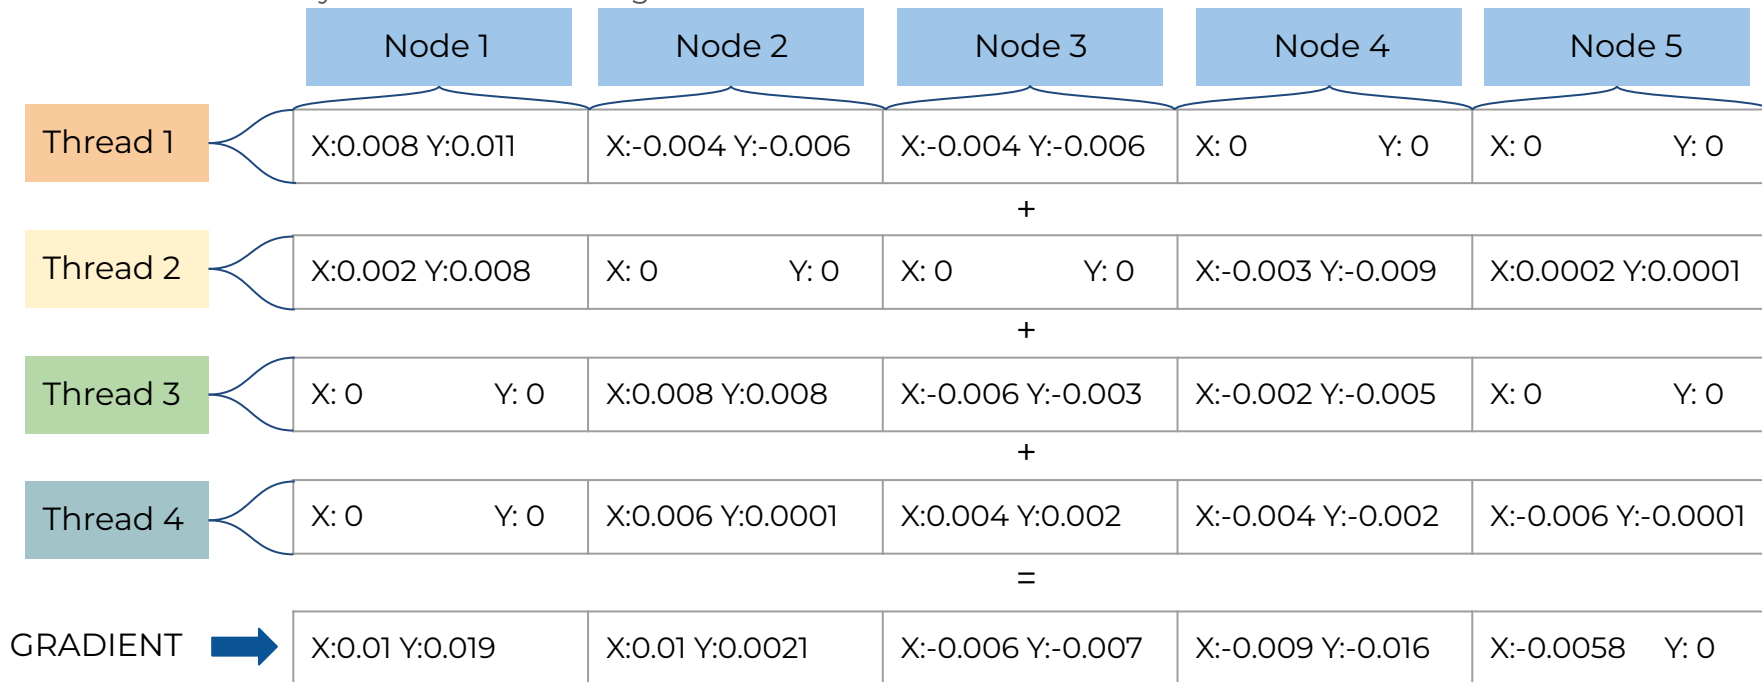 Node 1 Node 2 Node 3 Node 4 Node 5
Thread 1 X:0.008 Y:0.011 X:-0.004 Y:-0.006 X:-0.004 Y:-0.006 X: 0 Y: 0 X: 0 Y: 0
+
Thread 2 X:0.002 Y:0.008 X: 0 Y: 0 X: 0 Y: 0 X:-0.003 Y:-0.009 X:0.0002 Y:0.0001
+
Thread 3 X: 0 Y: 0 X:0.008 Y:0.008 X:-0.006 Y:-0.003 X:-0.002 Y:-0.005 X: 0 Y: 0
+
Thread 4 X: 0 Y: 0 X:0.006 Y:0.0001 X:0.004 Y:0.002 X:-0.004 Y:-0.002 X:-0.006 Y:-0.0001
=
GRADIENT X:0.01 Y:0.019 X:0.01 Y:0.0021 X:-0.006 Y:-0.007 X:-0.009 Y:-0.016 X:-0.0058 Y: 0